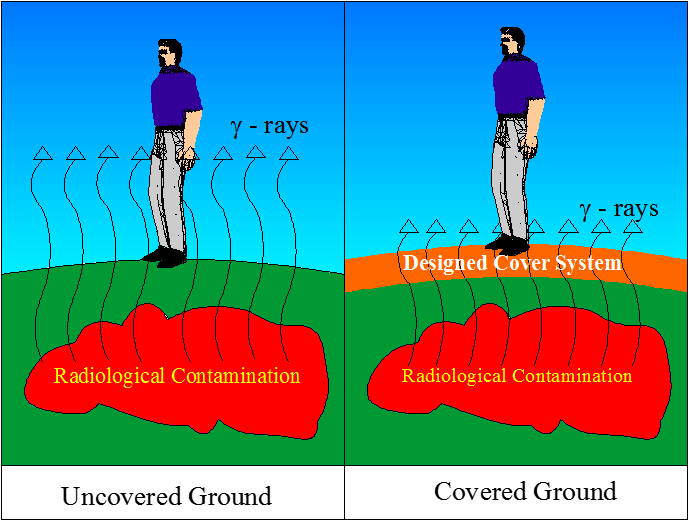 γ - rays
Radiological Contamination
Uncovered Ground
γ - rays
Designed Cover System
Radiological Contamination
Covered Ground